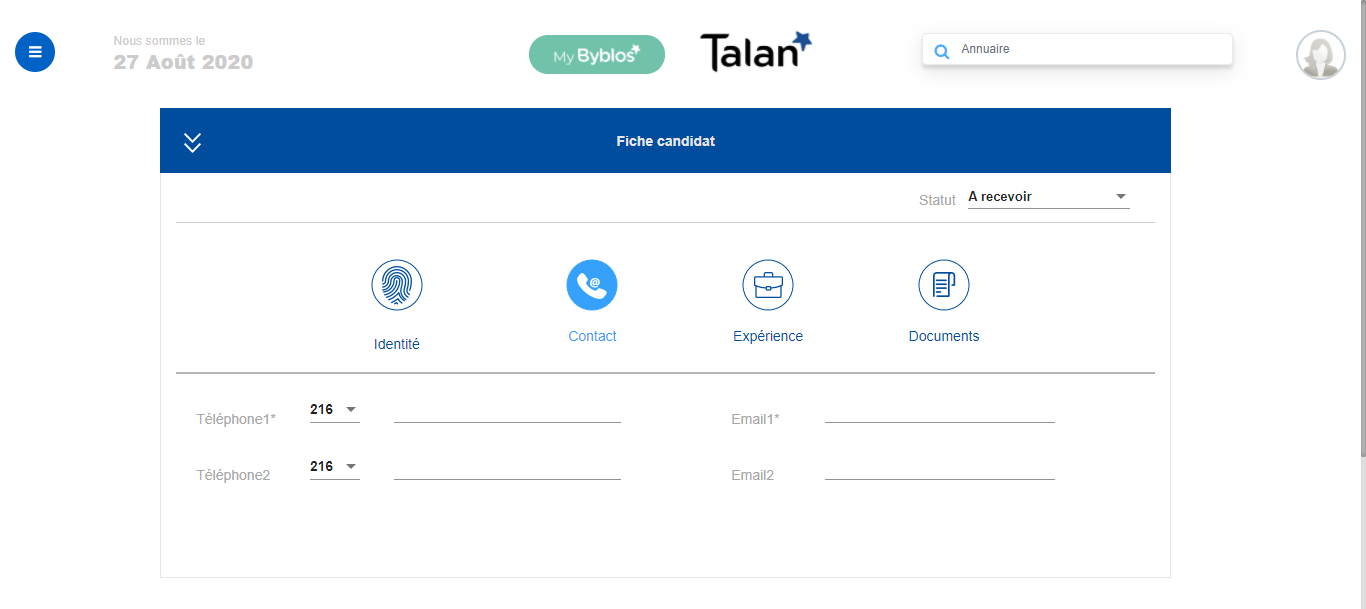 Nous sommes le
27 Août 2020
My Byblos
Talan
Annuaire
Fiche candidat
Statut A recevoir
@
Identité
Contact
Expérience
Documents
Téléphone1* 216
Email1*
Téléphone2 216
Email2